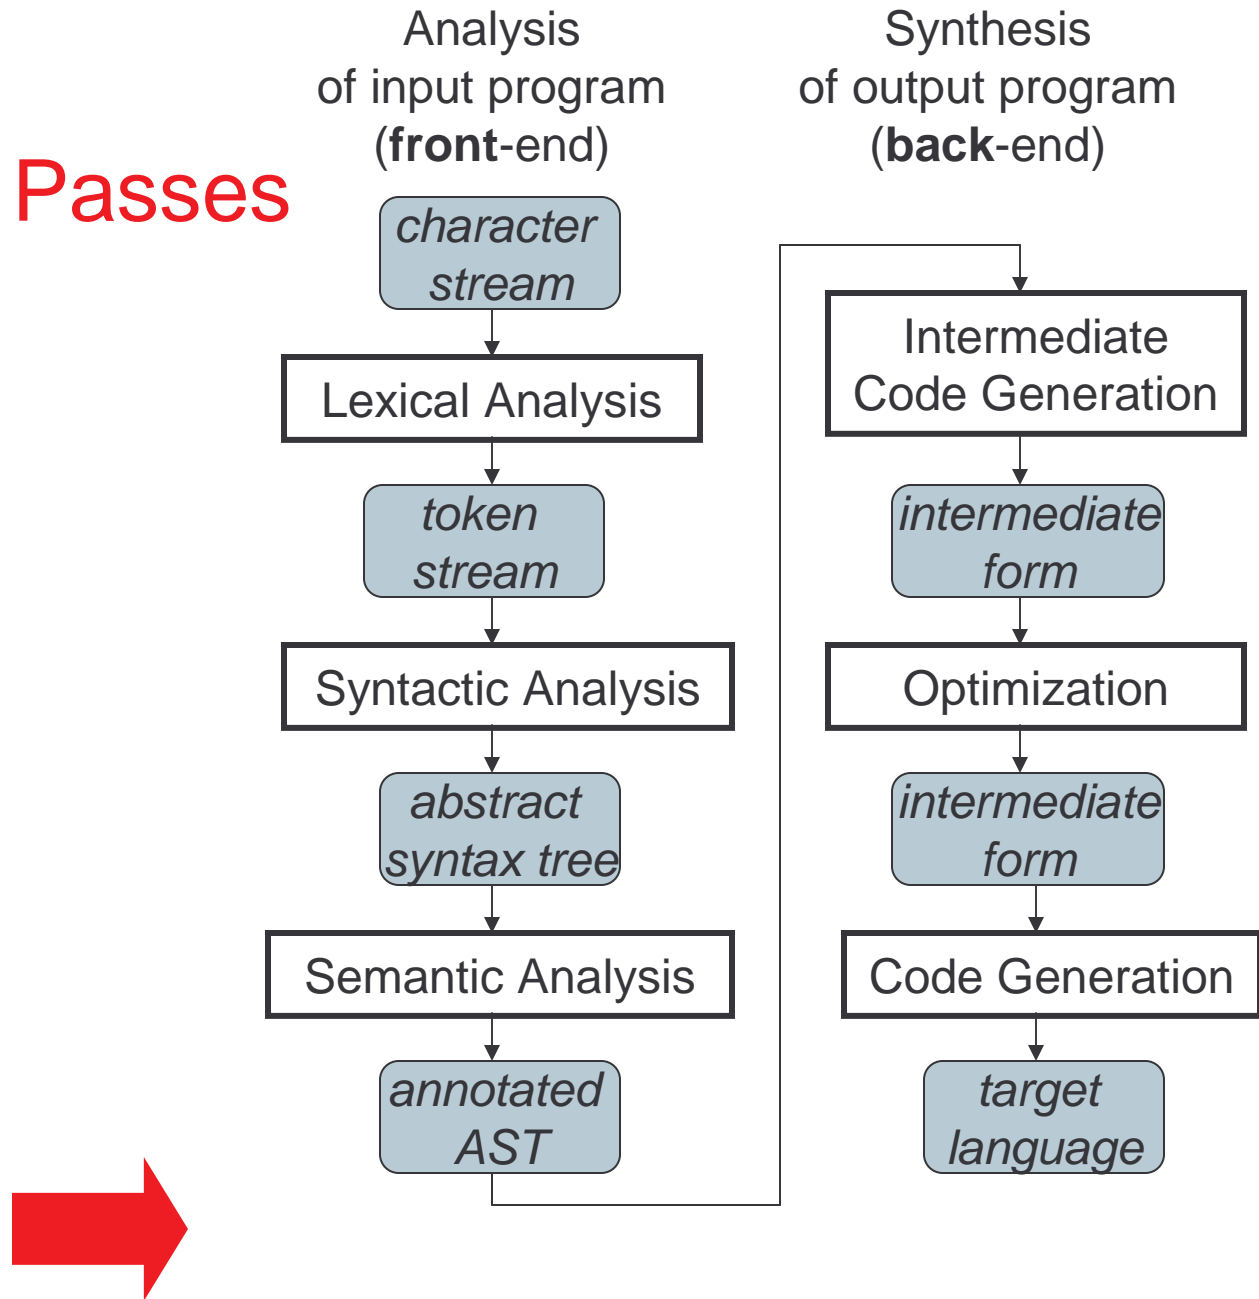 Passes
Analysis
of input program
(front-end)
character
stream
Lexical Analysis
token
stream
Syntactic Analysis
abstract
syntax tree
Semantic Analysis
annotated
AST
Synthesis
of output program
(back-end)
Intermediate
Code Generation
intermediate
form
Optimization
intermediate
form
Code Generation
target
language